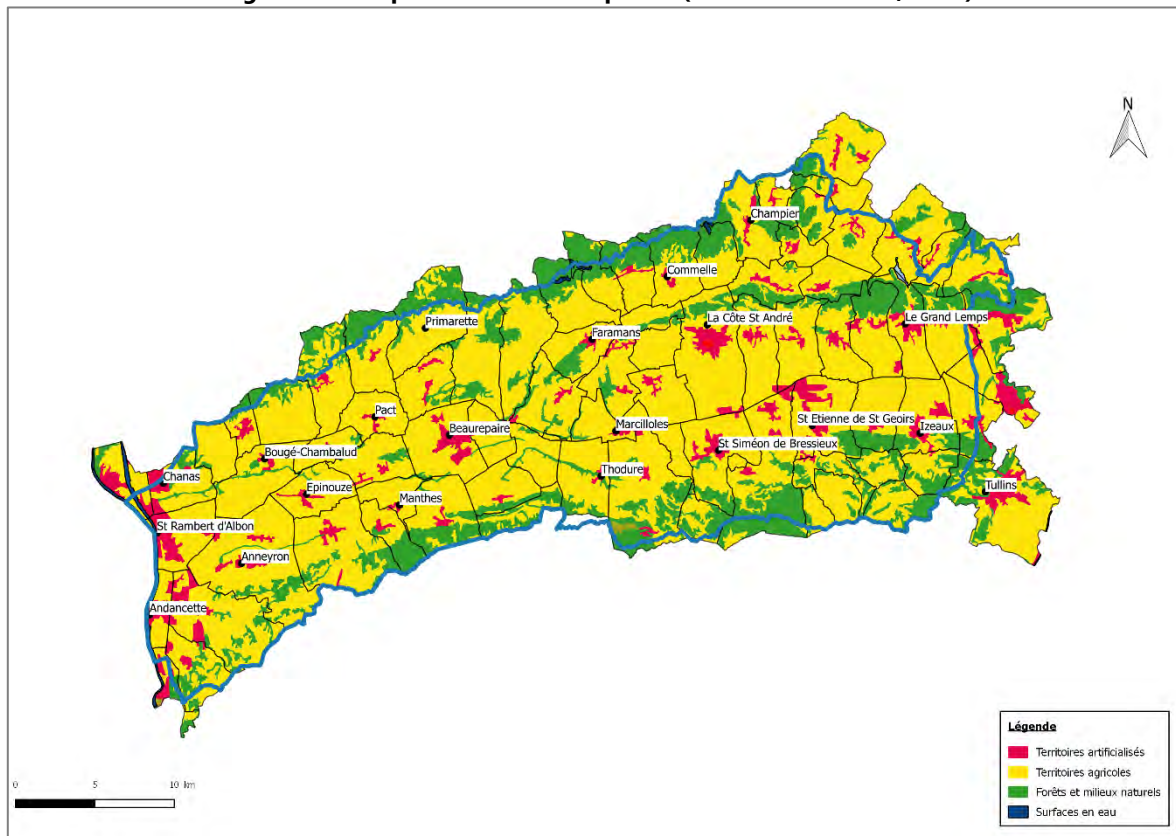 N
Champier
Commelle
Primarette
Faramans
La Côte St André
Le Grand Lemps
Pact
Beaurepaire
Marcilloles
St Etienne de St Geoirs
Izeaux
St Siméon de Bressieux
Bougé-Chambalud
Chanas
Thodure
Tullins
Epinouze
Manthes
St Rambert d'Albon
Anneyron
Andancette
Légende
Territoires artificialisés
Territoires agricoles
Forêts et milieux naturels
Surfaces en eau
0 5 10 km